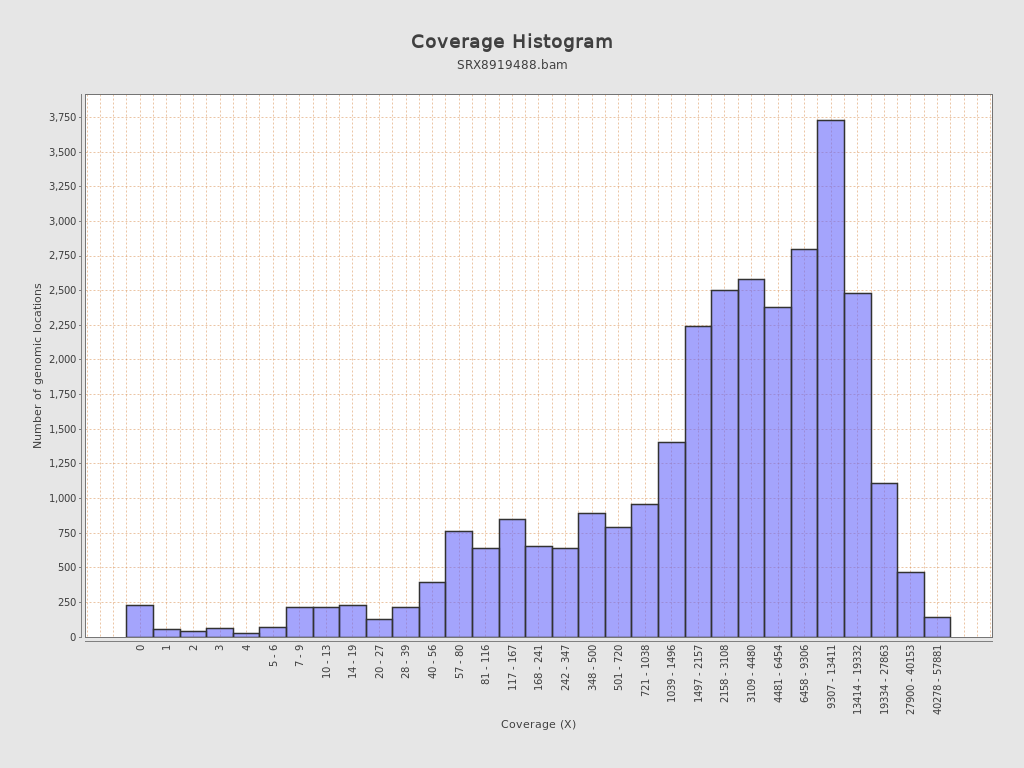 Coverage Histogram
SRX8919488.bam
Number of genomic locations
3,750
3,500
3,250
3,000
2,750
2,500
2,250
2,000
1,750
1,500
1,250
1,000
750
500
250
0
0
1
2
3
4
5 - 6
7 - 9
10 - 13
14 - 19
20 - 27
28 - 39
40 - 56
57 - 80
81 - 116
117 - 167
168 - 241
242 - 347
348 - 500
501 - 720
721 - 1038
1039 - 1496
1497 - 2157
2158 - 3108
3109 - 4480
4481 - 6454
6458 - 9306
9307 - 13411
13414 - 19332
19334 - 27863
27900 - 40153
40278 - 57881
Coverage (X)